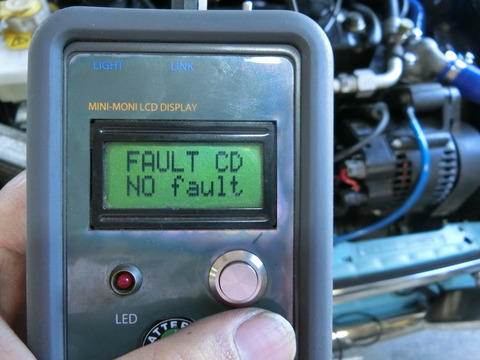 LIGHT LINK
MINI-MONI LCD DISPLAY
FAULT CD
NO fault
LED